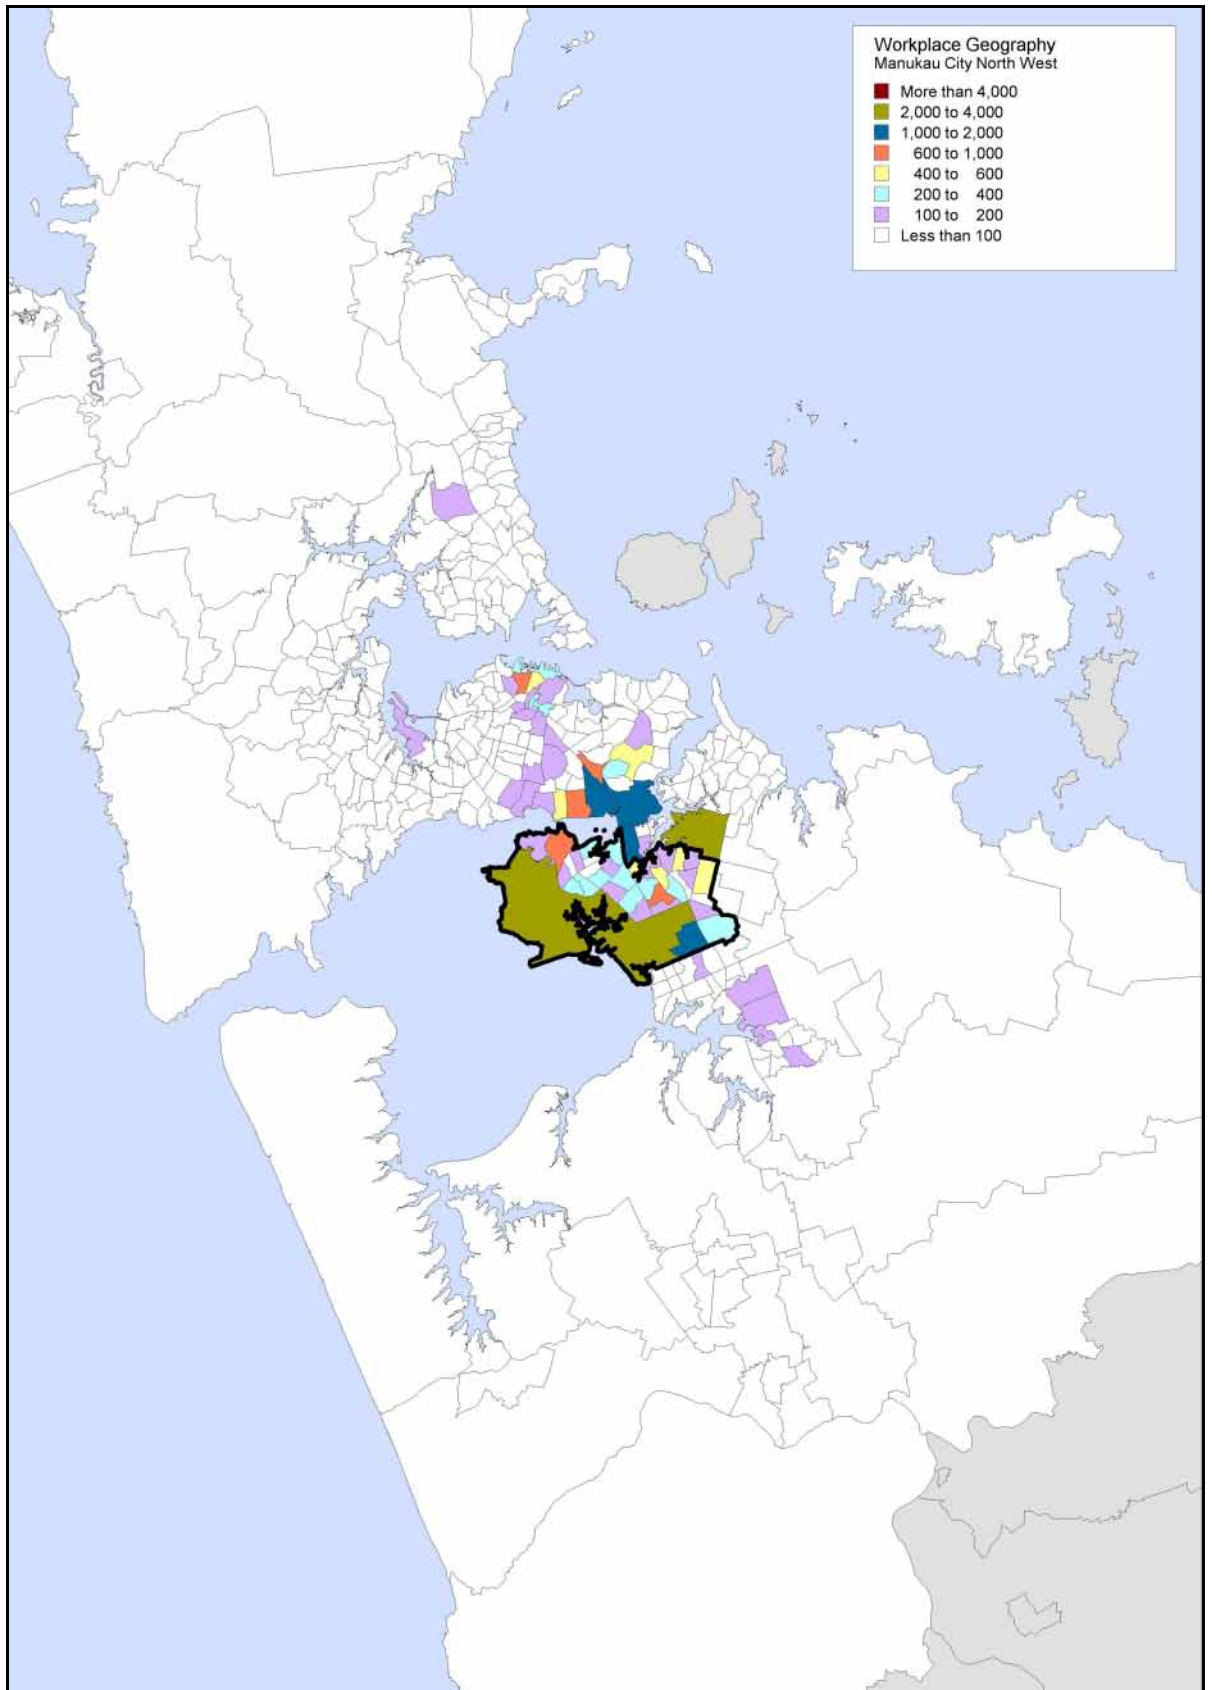 Workplace Geography
Manukau City North West
More than 4,000
2,000 to 4,000
1,000 to 2,000
600 to 1,000
400 to 600
200 to 400
100 to 200
Less than 100